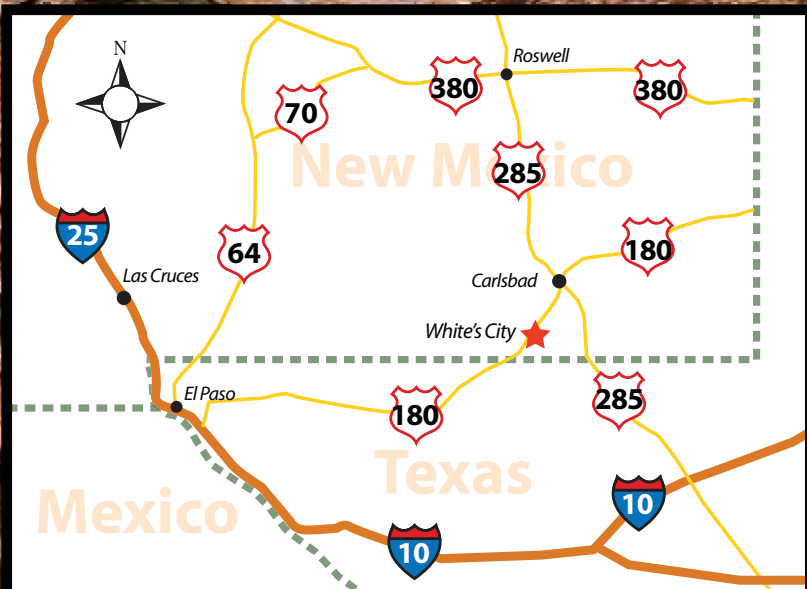 N
Roswell
380
380
70
New Mexico
285
25
64
180
Las Cruces
Carlsbad
White's City
El Paso
180
285
Texas
Mexico
10
10